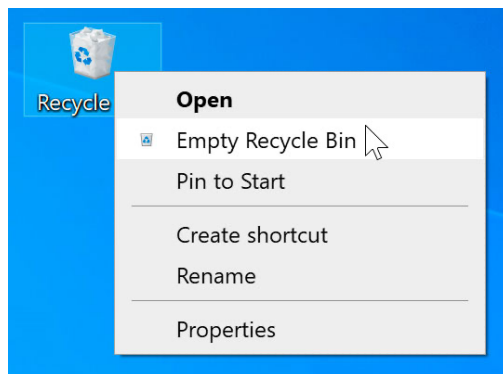 Recycle
Open
Empty Recycle Bin
Pin to Start
Create shortcut
Rename
Properties